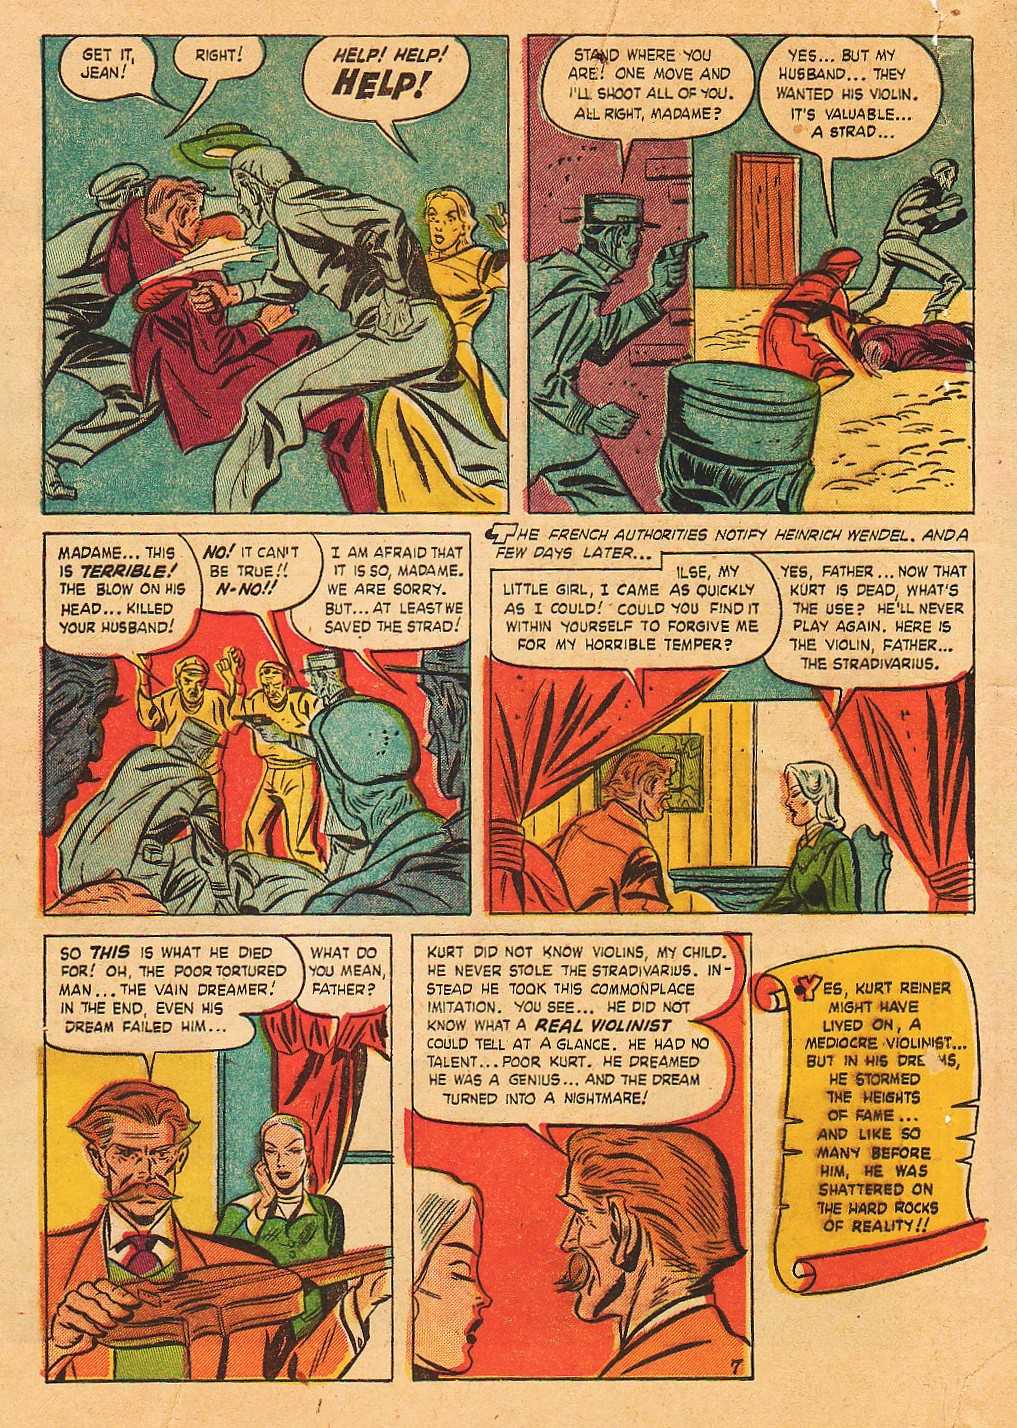 GET IT,
JEAN!
RIGHT!
HELP! HELP!
HELP!
STAND WHERE YOU
ARE! ONE MOVE AND
I'LL SHOOT ALL OF YOU.
ALL RIGHT, MADAME?
YES... BUT MY
HUSBAND... THEY
WANTED HIS VIOLIN.
IT'S VALUABLE...
A STRAD...
MADAME... THIS
IS TERRIBLE!
THE BLOW ON HIS
HEAD... KILLED
YOUR HUSBAND!
NO! IT CAN'T
BE TRUE!!
N-NO!!
I AM AFRAID THAT
IT IS SO, MADAME.
WE ARE SORRY.
BUT... AT LEAST WE
SAVED THE STRAD!
THE FRENCH AUTHORITIES NOTIFY HEINRICH WENDEL. AND A
FEW DAYS LATER...
ILSE, MY
LITTLE GIRL, I CAME AS QUICKLY
AS I COULD! COULD YOU FIND IT
WITHIN YOURSELF TO FORGIVE ME
FOR MY HORRIBLE TEMPER?
YES, FATHER... NOW THAT
KURT IS DEAD, WHAT'S
THE USE? HE'LL NEVER
PLAY AGAIN. HERE IS
THE VIOLIN, FATHER...
THE STRADIVARIUS.
SO THIS IS WHAT HE DIED
FOR! OH, THE POOR TORTURED
MAN... THE VAIN DREAMER!
IN THE END, EVEN HIS
DREAM FAILED HIM...
WHAT DO
YOU MEAN,
FATHER?
KURT DID NOT KNOW VIOLINS, MY CHILD.
HE NEVER STOLE THE STRADIVARIUS. IN-
STEAD HE TOOK THIS COMMONPLACE
IMITATION. YOU SEE... HE DID NOT
KNOW WHAT A REAL VIOLINIST
COULD TELL AT A GLANCE. HE HAD NO
TALENT... POOR KURT. HE DREAMED
HE WAS A GENIUS... AND THE DREAM
TURNED INTO A NIGHTMARE!
7
YES, KURT REINER
MIGHT HAVE
LIVED ON, A
MEDIOCRE VIOLINIST...
BUT IN HIS DREAMS,
HE STORMED
THE HEIGHTS
OF FAME...
AND LIKE SO
MANY BEFORE
HIM, HE WAS
SHATTERED ON
THE HARD ROCKS
OF REALITY!!